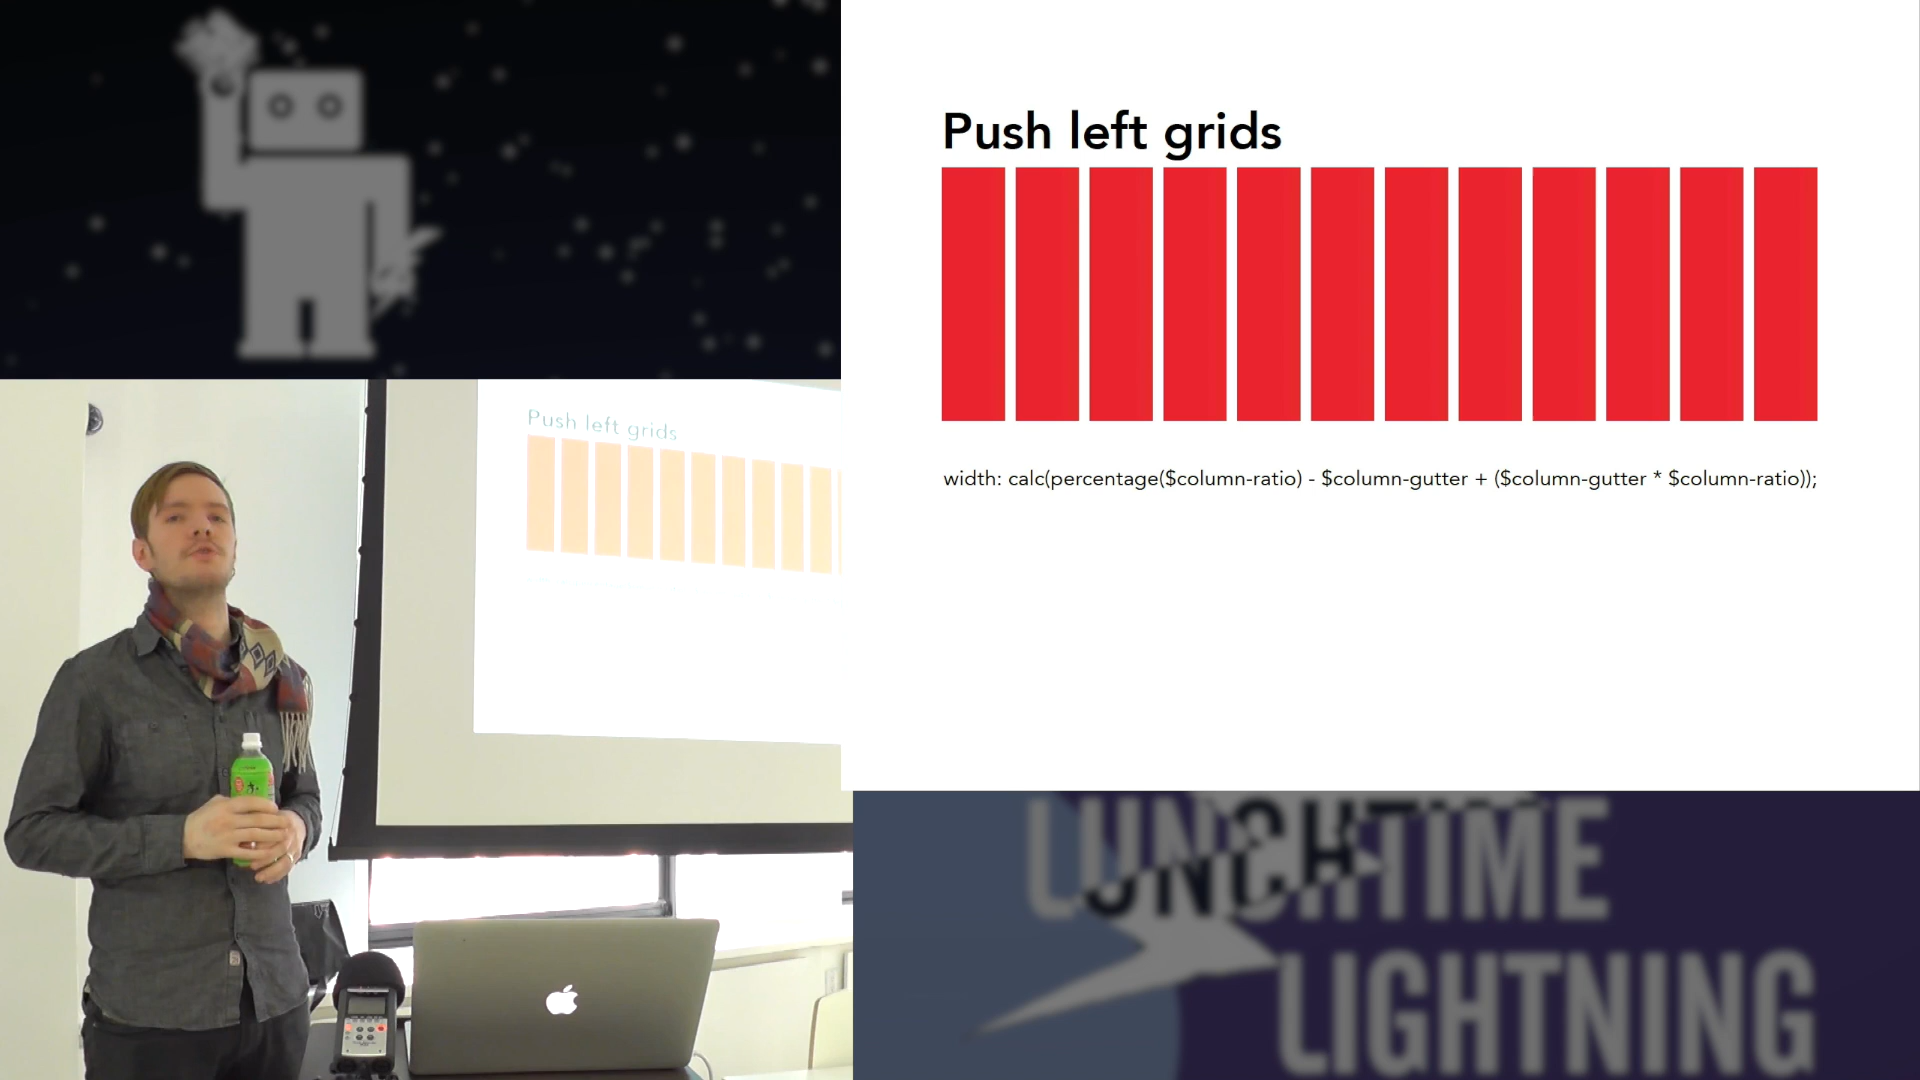 Push left grids
width: calc(percentage($column-ratio) - $column-gutter + ($column-gutter * $column-ratio));
Push left grids
LUNCHTIME
LIGHTNING